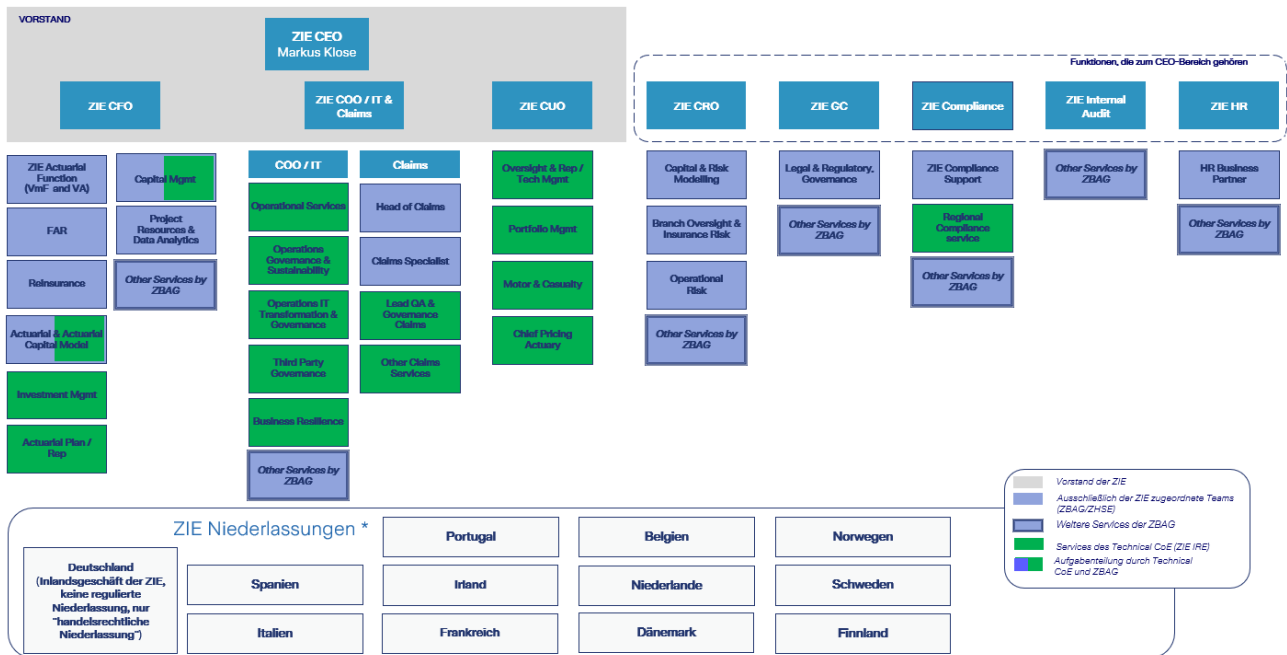 VORSTAND
ZIE CEO
Markus Klose
Funktionen, die zum CEO-Bereich gehören
ZIE CFO
ZIE COO / IT &
Claims
ZIE CUO
ZIE CRO
ZIE GC
ZIE Compliance
ZIE Internal
Audit
ZIE HR
ZIE Actuarial
Function
(VmF and VA)
FAR
Reinsurance
Actuarial & Actuarial
Capital Model
Investment Mgmt
Actuarial Plan /
Rep
Capital Mgmt
Project
Resources &
Data Analytics
Other Services by
ZBAG
COO / IT
Operational Services
Operations
Governance &
Sustainability
Operations IT
Transformation &
Governance
Third Party
Governance
Business Resilience
Other Services by
ZBAG
Claims
Head of Claims
Claims Specialist
Lead QA &
Governance
Claims
Other Claims
Services
Oversight & Rep /
Tech Mgmt
Portfolio Mgmt
Motor & Casualty
Chief Pricing
Actuary
Capital & Risk
Modelling
Branch Oversight &
Insurance Risk
Operational
Risk
Other Services by
ZBAG
Legal & Regulatory,
Governance
Other Services by
ZBAG
ZIE Compliance
Support
Regional
Compliance
service
Other Services by
ZBAG
Other Services by
ZBAG
HR Business
Partner
Other Services by
ZBAG
Vorstand der ZIE
Ausschließlich der ZIE zugeordnete Teams
(ZBAG/ZHSE)
Weitere Services der ZBAG
Services des Technical CoE (ZIE IRE)
Aufgabenteilung durch Technical
CoE und ZBAG
ZIE Niederlassungen *
Deutschland
(Inlandsgeschäft der ZIE,
keine regulierte
Niederlassung, nur
"handelsrechtliche
Niederlassung")
Spanien
Italien
Portugal
Irland
Frankreich
Belgien
Niederlande
Dänemark
Norwegen
Schweden
Finnland